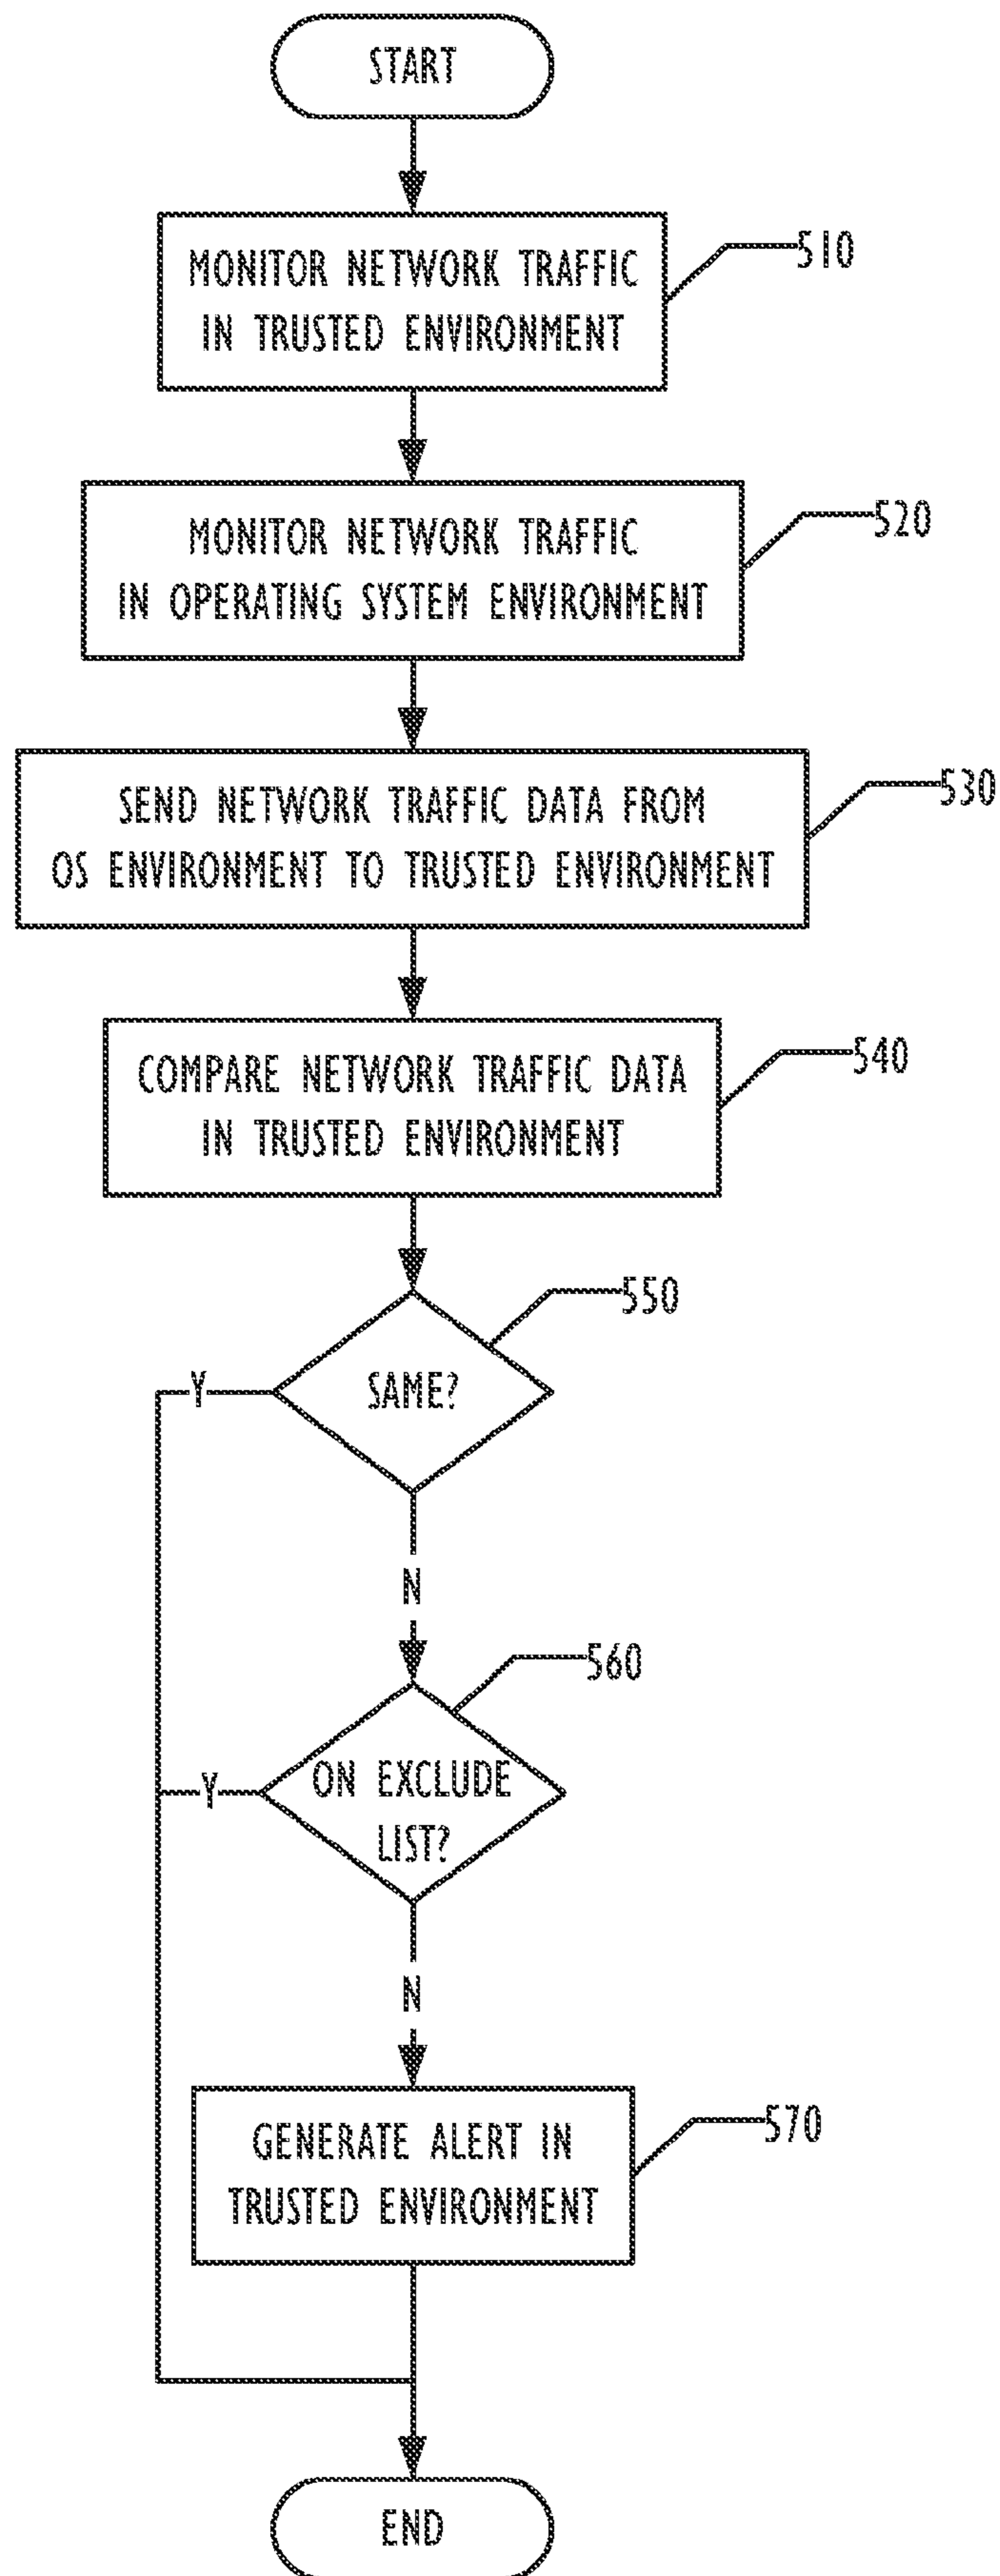 START
MONITOR NETWORK TRAFFIC
IN TRUSTED ENVIRONMENT
510
MONITOR NETWORK TRAFFIC
IN OPERATING SYSTEM ENVIRONMENT
520
SEND NETWORK TRAFFIC DATA FROM
OS ENVIRONMENT TO TRUSTED ENVIRONMENT
530
COMPARE NETWORK TRAFFIC DATA
IN TRUSTED ENVIRONMENT
540
550
Y
SAME?
N
560
Y
ON EXCLUDE
LIST?
N
GENERATE ALERT IN
TRUSTED ENVIRONMENT
570
END